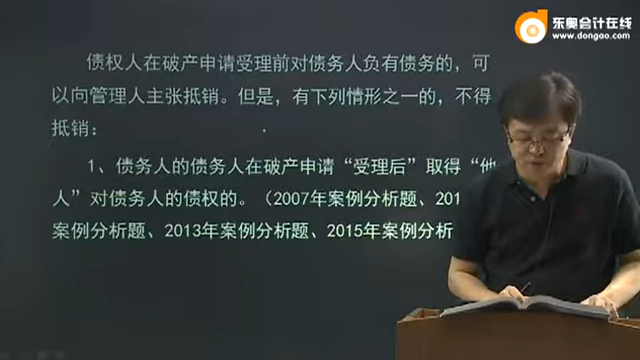 东奥会计在线
www.dongao.com
债权人在破产申请受理前对债务人负有债务的，可
以向管理人主张抵销。但是，有下列情形之一的，不得
抵销：
1、债务人的债务人在破产申请“受理后”取得“他
人”对债务人的债权的。（2007年案例分析题、201
案例分析题、2013年案例分析题、2015年案例分析